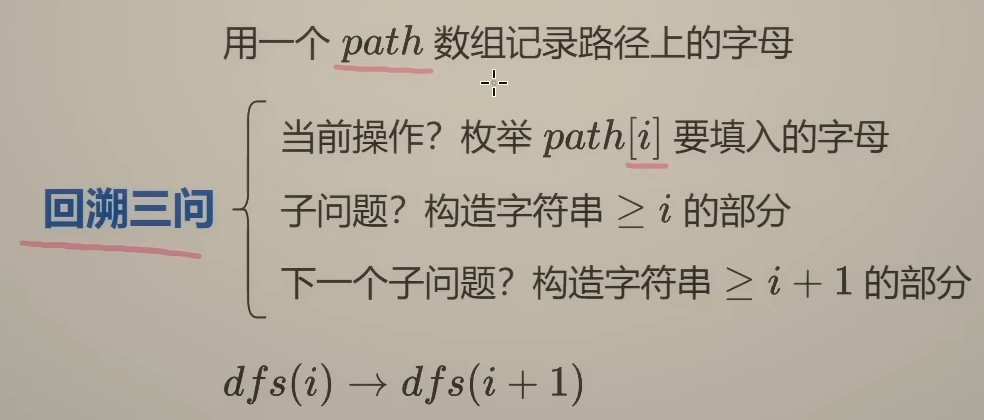 用一个 path 数组记录路径上的字母
当前操作？枚举 path[i] 要填入的字母
回溯三问
子问题？构造字符串 ≥ i 的部分
下一个子问题？构造字符串 ≥ i + 1 的部分
dfs(i) → dfs(i + 1)